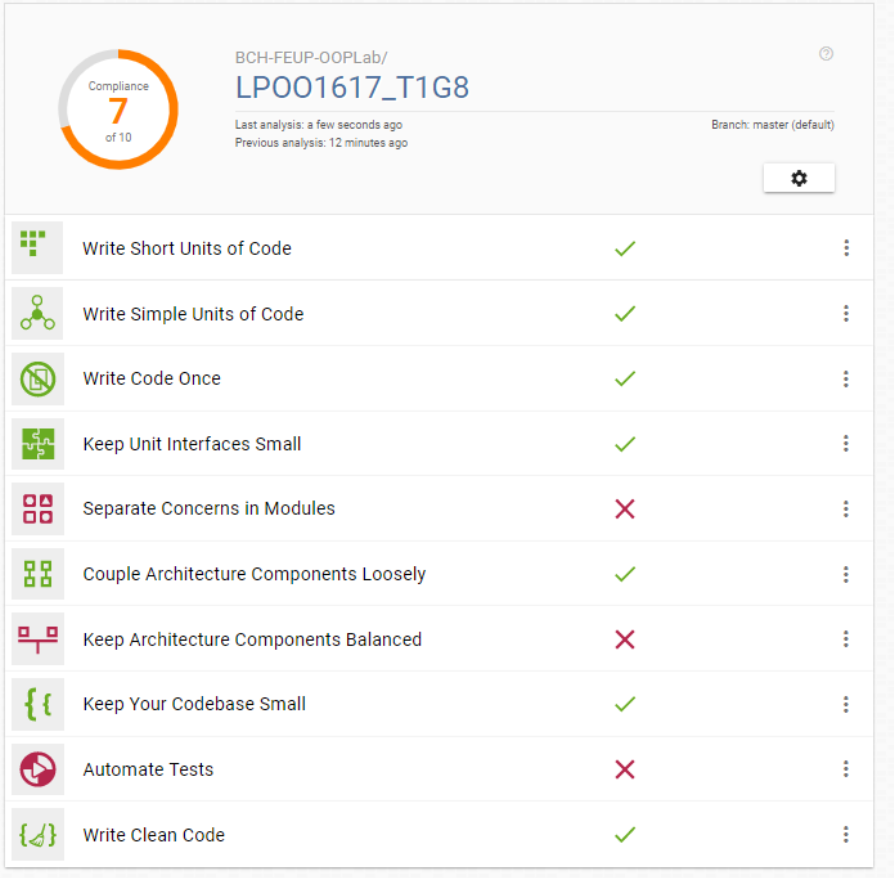 Compliance
7
of 10
BCH-FEUP-OOPLab/
LPOO1617_T1G8
Last analysis: a few seconds ago
Previous analysis: 12 minutes ago
Branch: master (default)
Write Short Units of Code
Write Simple Units of Code
Write Code Once
Keep Unit Interfaces Small
Separate Concerns in Modules
Couple Architecture Components Loosely
Keep Architecture Components Balanced
Keep Your Codebase Small
Automate Tests
Write Clean Code